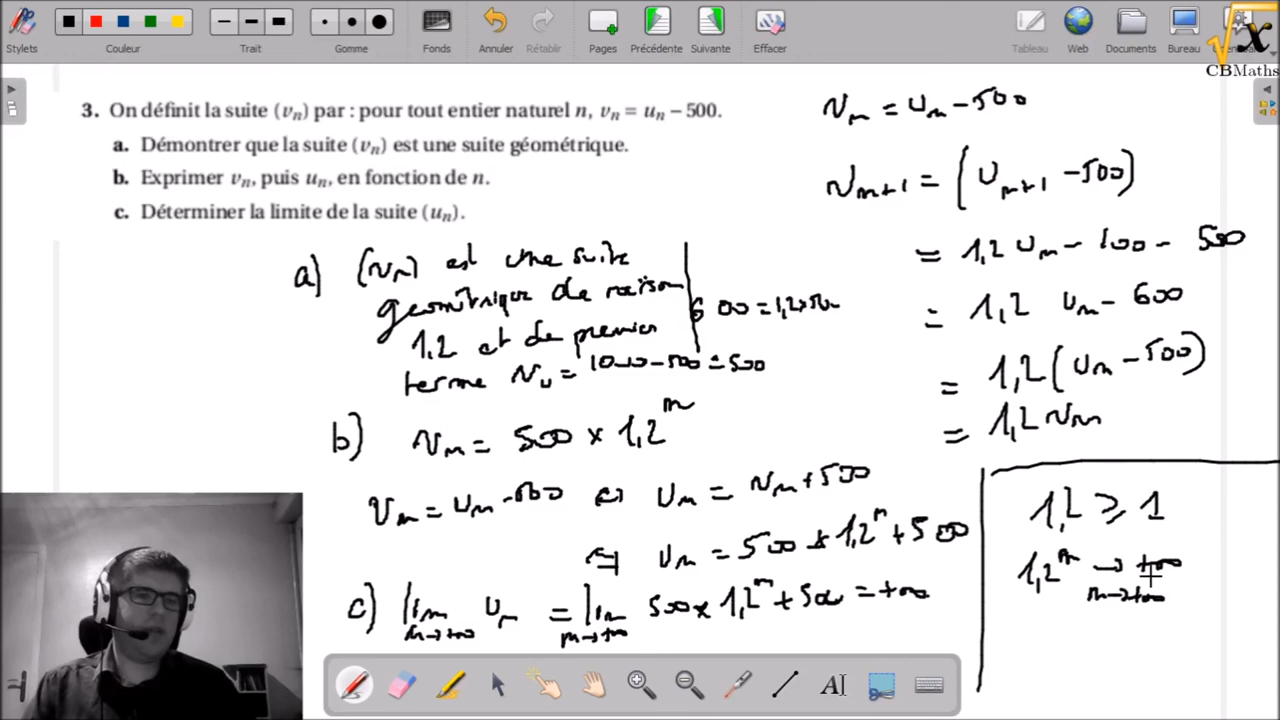 Stylets Couleur Trait Gomme Fonds Annuler Rétablir Pages Précédente Suivante Effacer Tableau Web Documents Bureau
CBMaths
3. On définit la suite (vₙ) par : pour tout entier naturel n, vₙ = uₙ − 500.
a. Démontrer que la suite (vₙ) est une suite géométrique.
b. Exprimer vₙ, puis uₙ, en fonction de n.
c. Déterminer la limite de la suite (uₙ).
a) (vₙ) est une suite
géométrique de raison
1,2 et de premier
terme v₀ = 1000 − 500 = 500
600 = 1,2 × 500
b) vₙ = 500 × 1,2ⁿ
vₙ = uₙ − 500 ⇔ uₙ = vₙ + 500
⇔ uₙ = 500 × 1,2ⁿ + 500
c) lim uₙ = lim 500 × 1,2ⁿ + 500 = +∞
n→+∞ n→+∞
vₙ = uₙ − 500
vₙ₊₁ = (uₙ₊₁ − 500)
= 1,2 uₙ − 100 − 500
= 1,2 uₙ − 600
= 1,2 (uₙ − 500)
= 1,2 vₙ
1,2 ⩾ 1
1,2ⁿ → +∞
n→+∞
AI